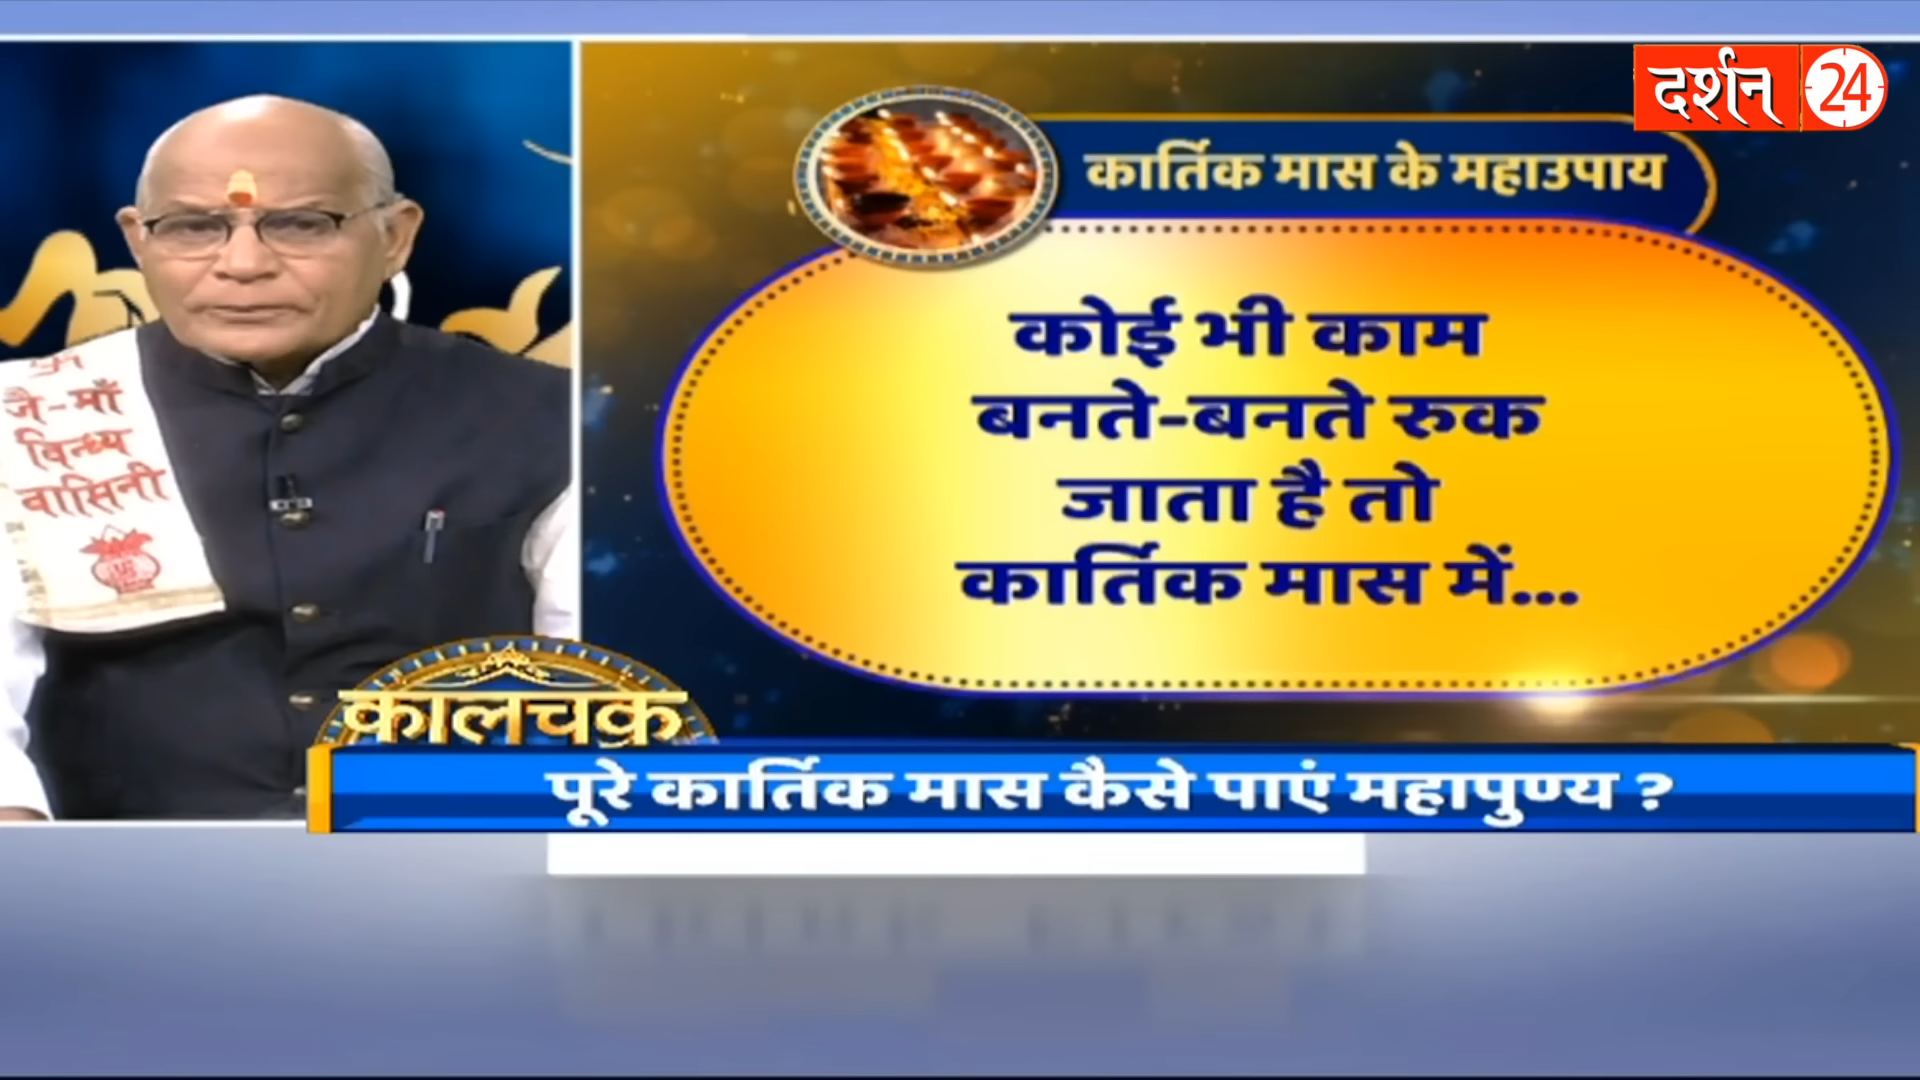 दर्शन 24
कार्तिक मास के महाउपाय
कोई भी काम
बनते-बनते रुक
जाता है तो
कार्तिक मास में...
जै-माँ
विन्ध्य
वासिनी
कालचक्र
पूरे कार्तिक मास कैसे पाएं महापुण्य ?